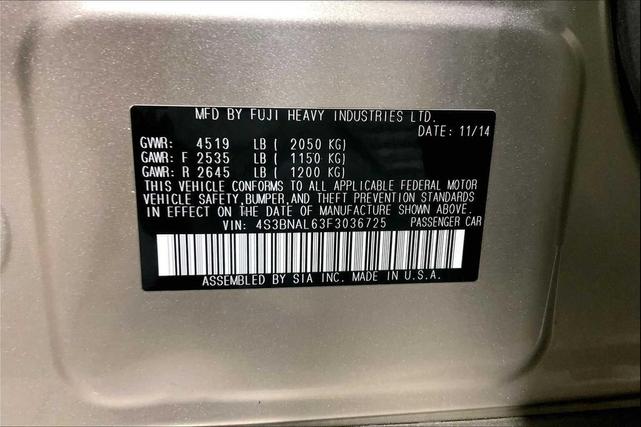 MFD BY FUJI HEAVY INDUSTRIES LTD.
DATE: 11/14
GVWR: 4519 LB ( 2050 KG)
GAWR: F 2535 LB ( 1150 KG)
GAWR: R 2645 LB ( 1200 KG)
THIS VEHICLE CONFORMS TO ALL APPLICABLE FEDERAL MOTOR
VEHICLE SAFETY,BUMPER,AND THEFT PREVENTION STANDARDS
IN EFFECT ON THE DATE OF MANUFACTURE SHOWN ABOVE.
VIN: 4S3BNAL63F3036725 PASSENGER CAR
ASSEMBLED BY SIA INC. MADE IN U.S.A.